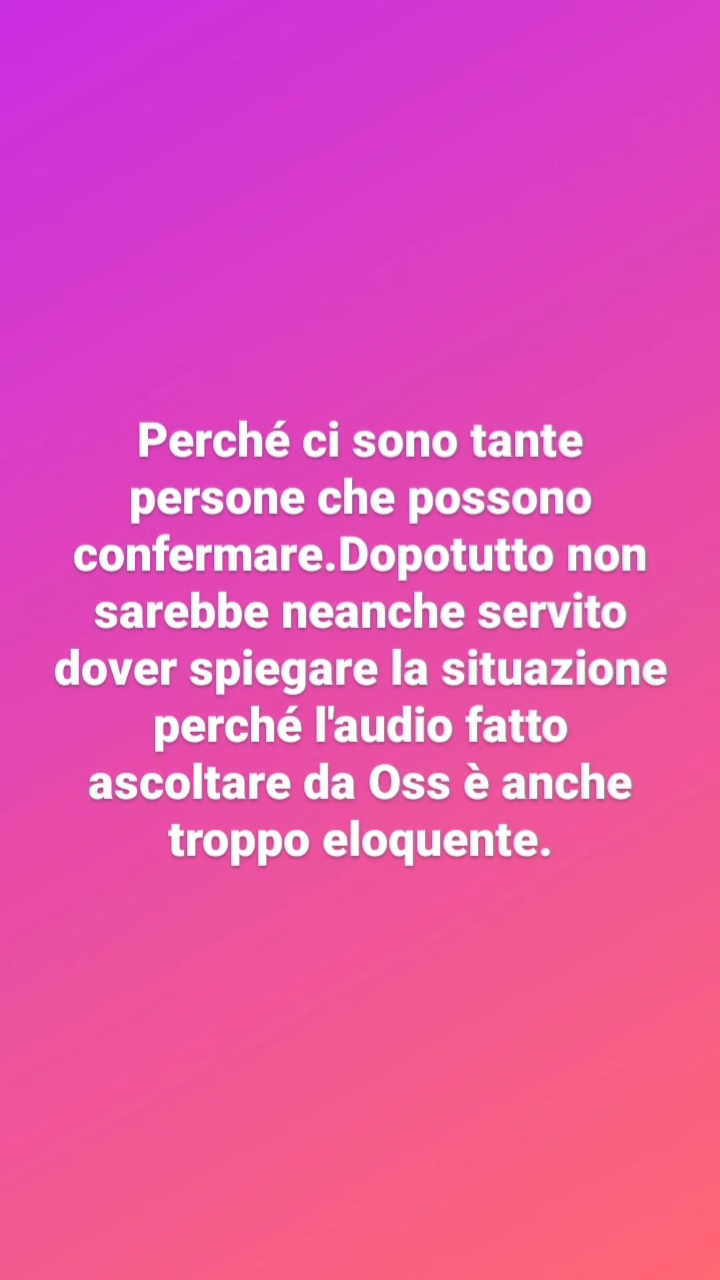 Perché ci sono tante
persone che possono
confermare.Dopotutto non
sarebbe neanche servito
dover spiegare la situazione
perché l'audio fatto
ascoltare da Oss è anche
troppo eloquente.